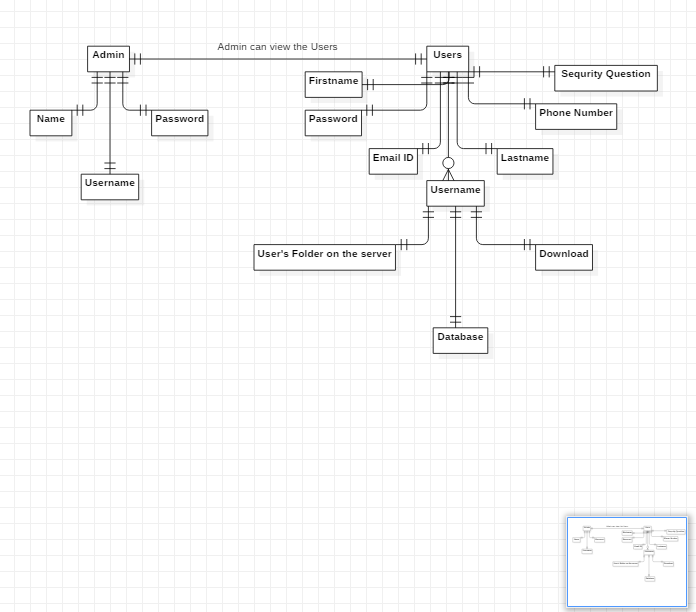 Admin can view the Users
Admin
Users
Firstname
Sequrity Question
Name
Password
Password
Phone Number
Email ID
Lastname
Username
Username
User's Folder on the server
Download
Database